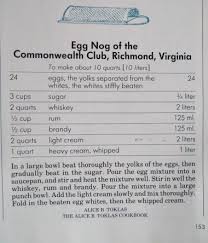 Egg Nog of the
Commonwealth Club, Richmond, Virginia
To make about 10 quarts [10 liters]
24 eggs, the yolks separated from the 24
whites, the whites stiffly beaten
3 cups sugar ¾ liter
2 quarts whiskey 2 liters
½ cup rum 125 ml.
½ cup brandy 125 ml.
2 quarts light cream 2 liters
1 quart heavy cream, whipped 1 liter
In a large bowl beat thoroughly the yolks of the eggs, then
gradually beat in the sugar. Pour the egg mixture into a
saucepan, and stir and heat the mixture well. Stir in well the
whiskey, rum and brandy. Pour the mixture into a large
punch bowl. Add the light cream slowly and mix thoroughly.
Fold in the beaten egg whites, then the whipped cream.
ALICE B. TOKLAS
THE ALICE B. TOKLAS COOKBOOK
153